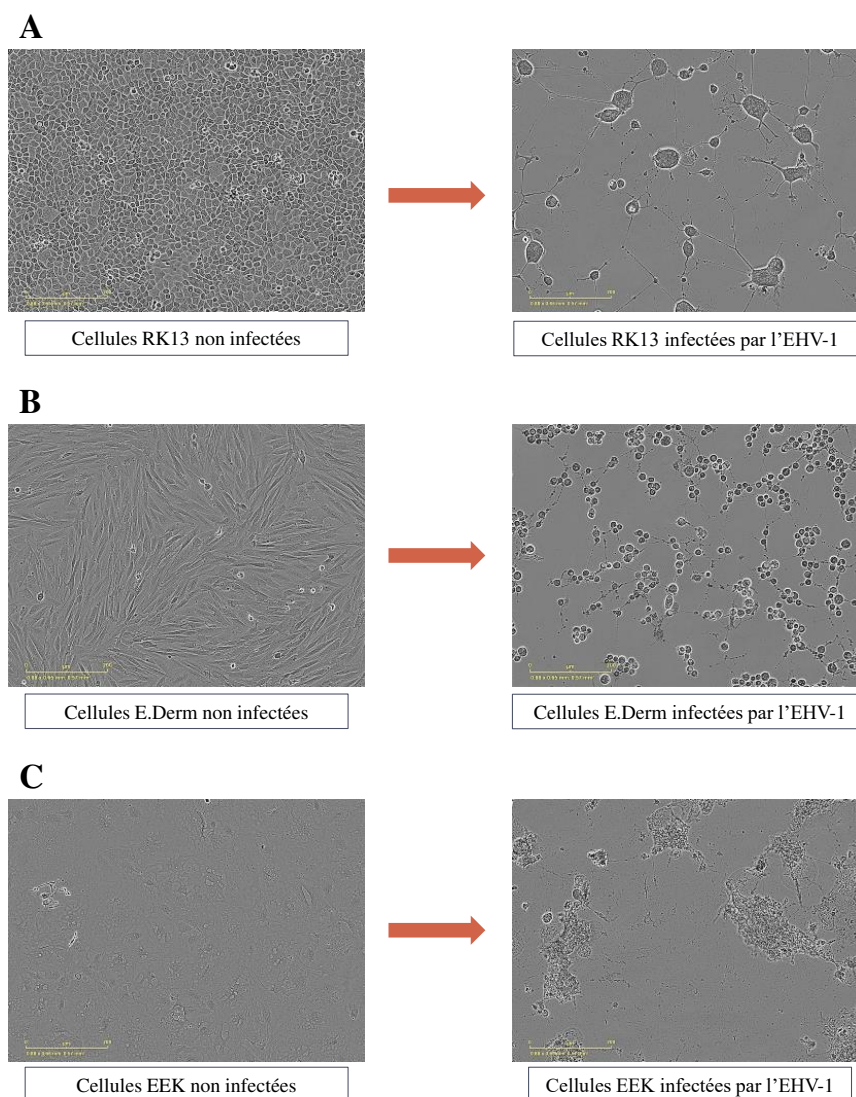 A
Cellules RK13 non infectées
Cellules RK13 infectées par l’EHV-1
B
Cellules E.Derm non infectées
Cellules E.Derm infectées par l’EHV-1
C
Cellules EEK non infectées
Cellules EEK infectées par l’EHV-1